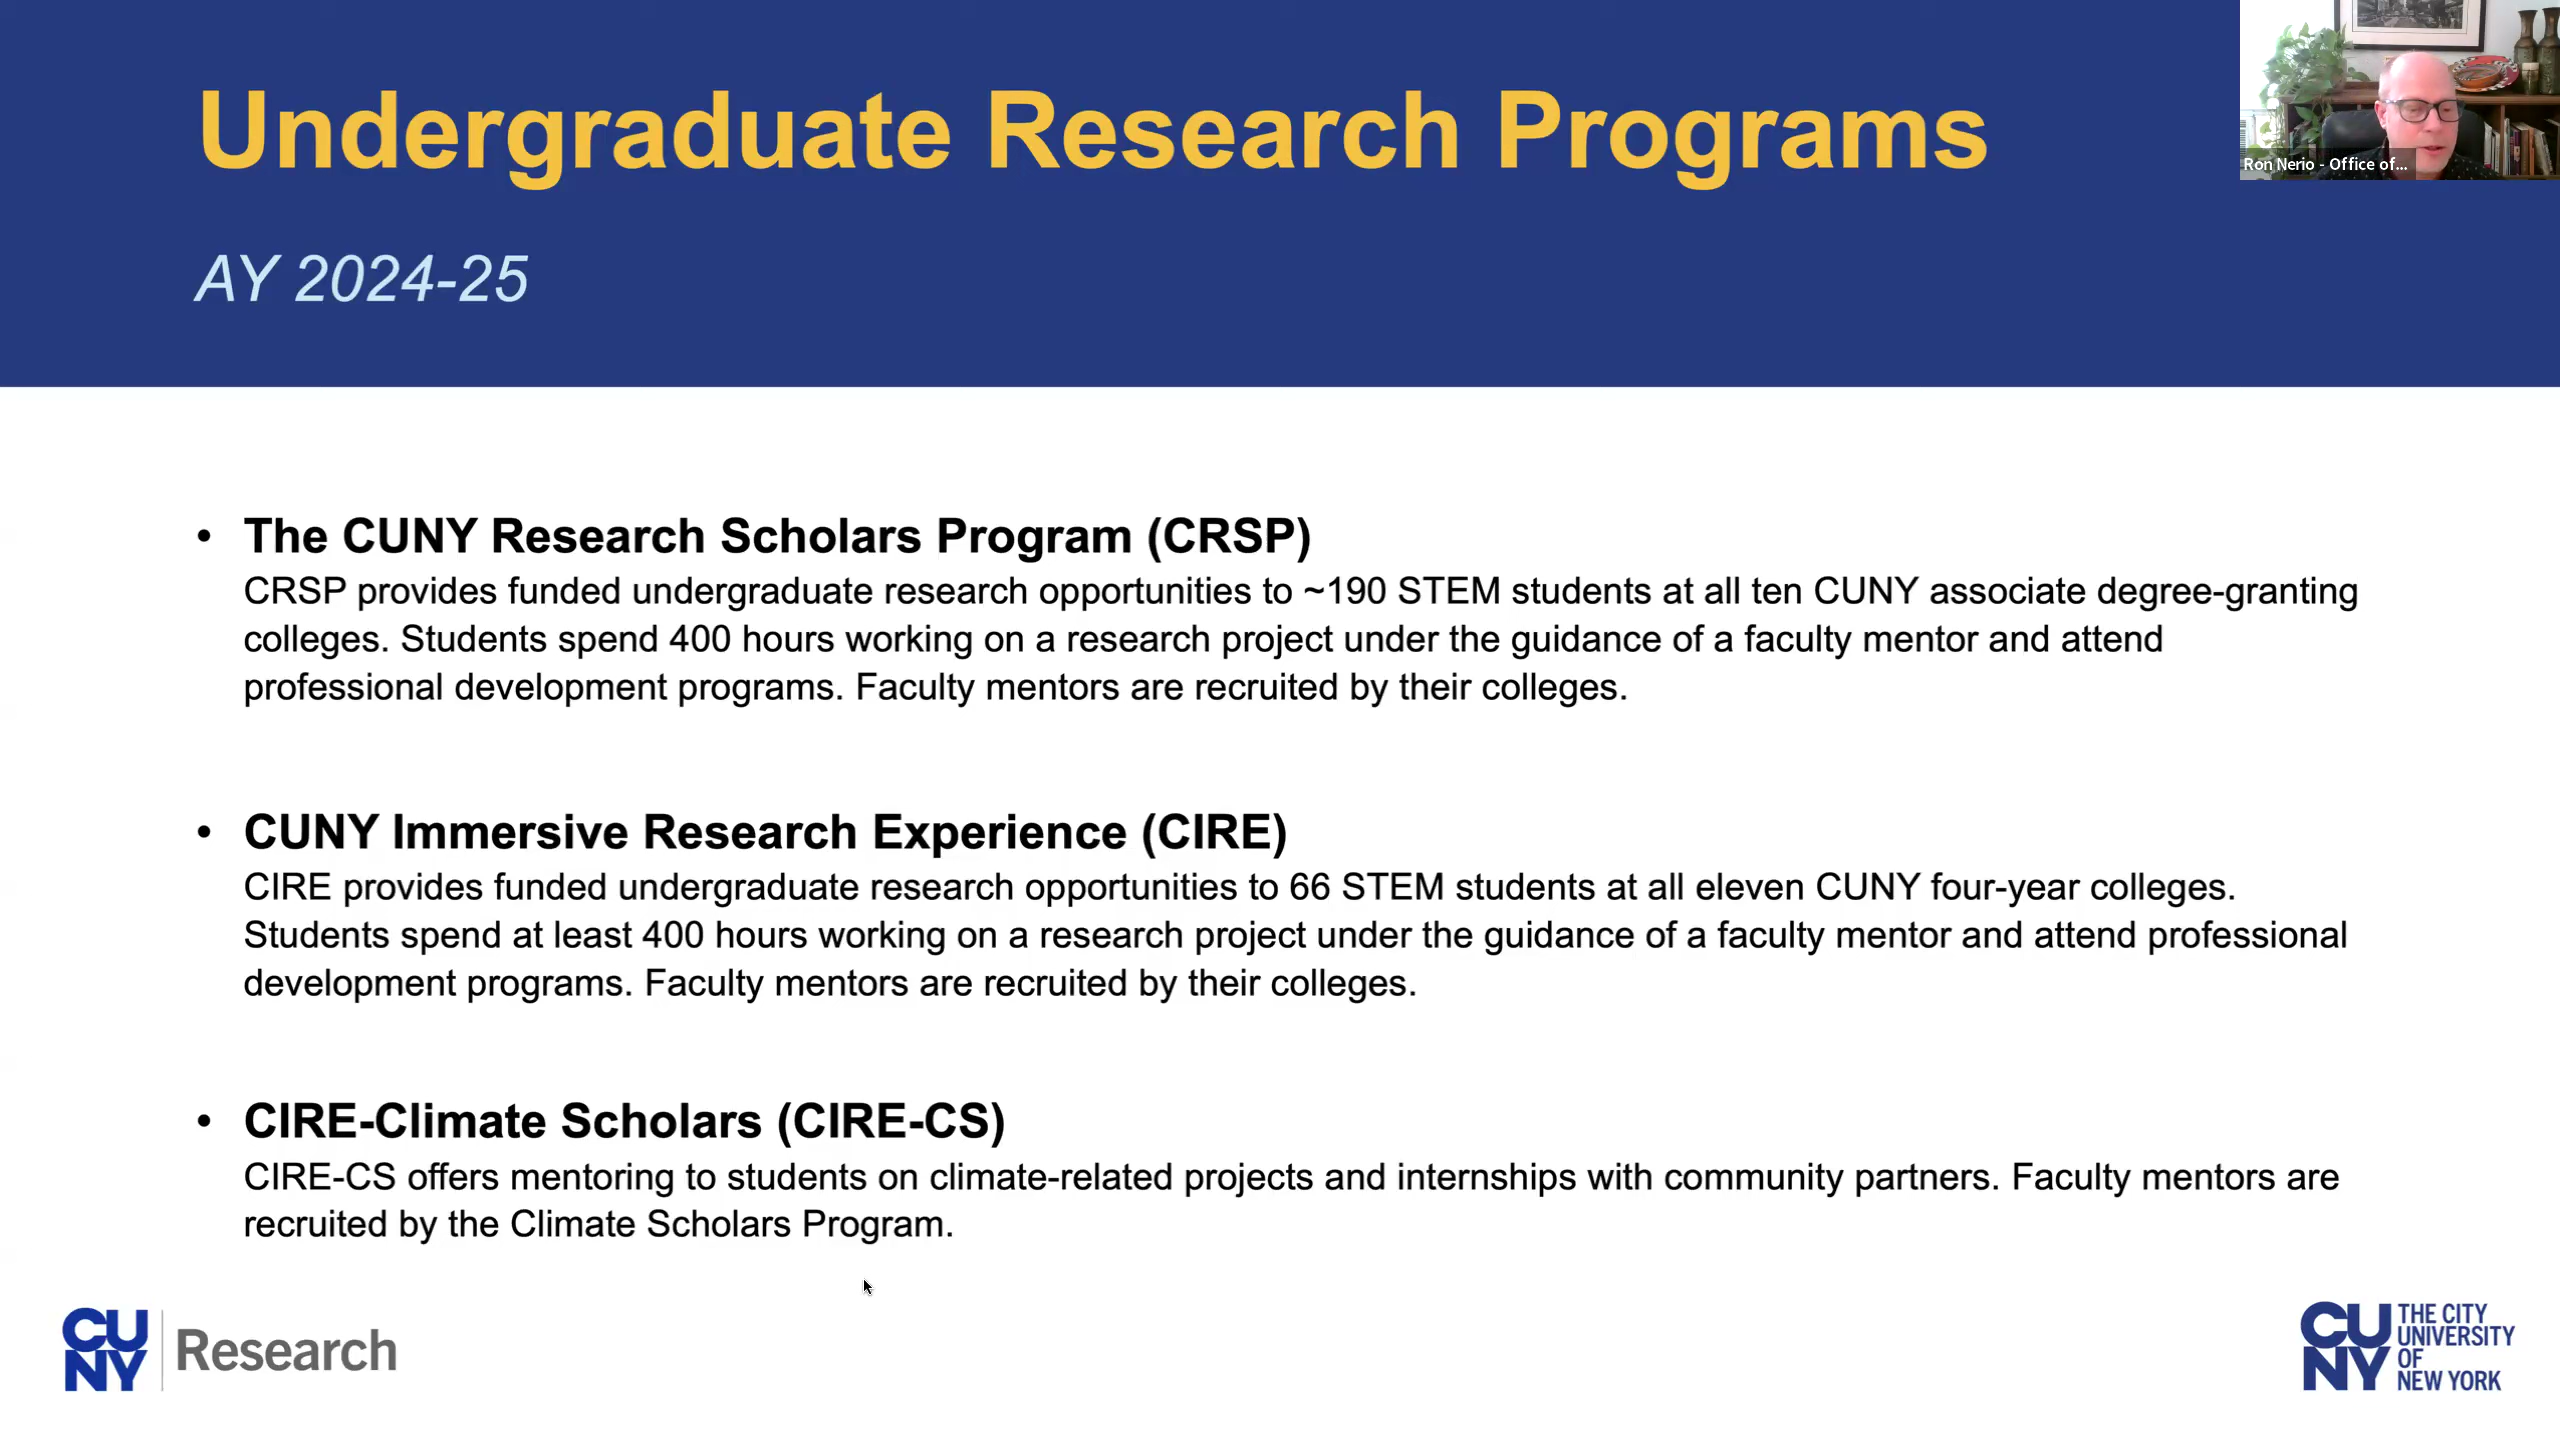 Undergraduate Research Programs
Ron Nerio - Office of...
AY 2024-25
• The CUNY Research Scholars Program (CRSP)
CRSP provides funded undergraduate research opportunities to ~190 STEM students at all ten CUNY associate degree-granting
colleges. Students spend 400 hours working on a research project under the guidance of a faculty mentor and attend
professional development programs. Faculty mentors are recruited by their colleges.
• CUNY Immersive Research Experience (CIRE)
CIRE provides funded undergraduate research opportunities to 66 STEM students at all eleven CUNY four-year colleges.
Students spend at least 400 hours working on a research project under the guidance of a faculty mentor and attend professional
development programs. Faculty mentors are recruited by their colleges.
• CIRE-Climate Scholars (CIRE-CS)
CIRE-CS offers mentoring to students on climate-related projects and internships with community partners. Faculty mentors are
recruited by the Climate Scholars Program.
CU
NY
Research
CU
NY
THE CITY
UNIVERSITY
OF
NEW YORK